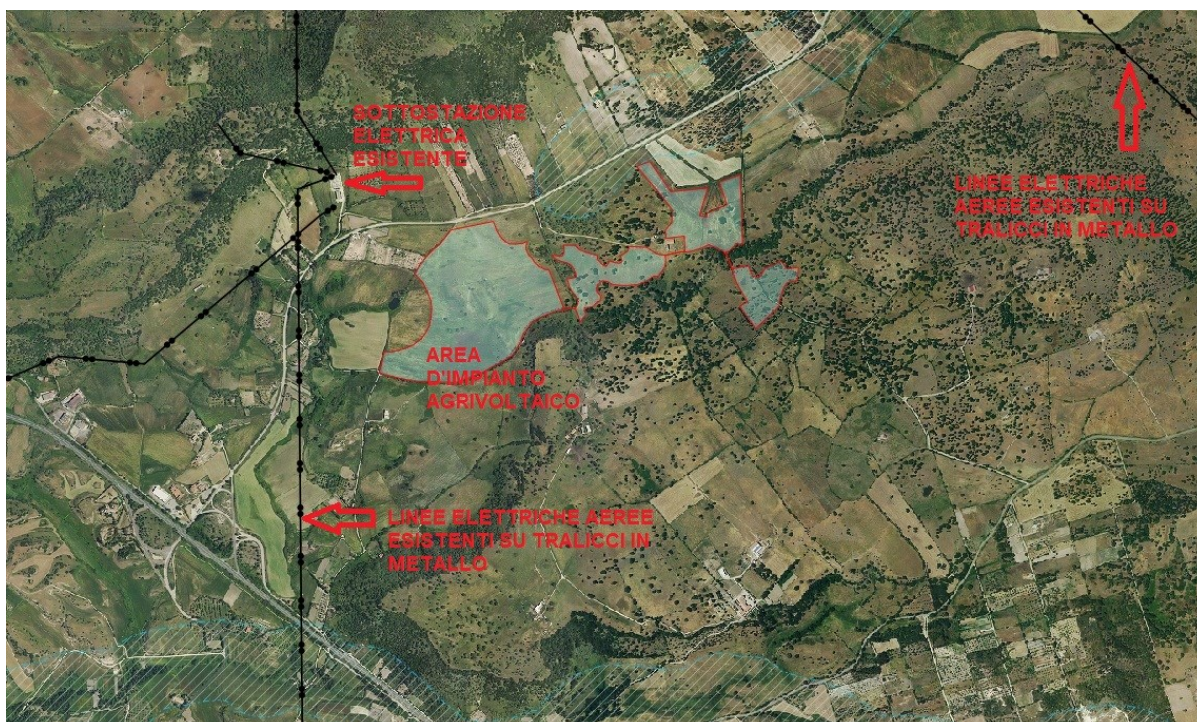 SOTTOSTAZIONE
ELETTRICA
ESISTENTE
LINEE ELETTRICHE
AEREE ESISTENTI SU
TRALICCI IN METALLO
AREA
D'IMPIANTO
AGRIVOLTAICO
LINEE ELETTRICHE AEREE
ESISTENTI SU TRALICCI IN
METALLO